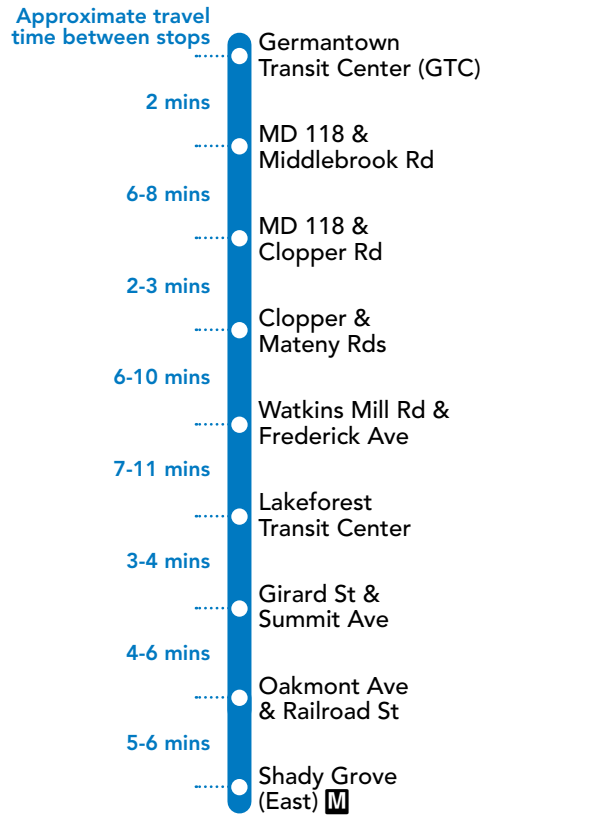 Approximate travel
time between stops
Germantown
Transit Center (GTC)
2 mins
MD 118 &
Middlebrook Rd
6-8 mins
MD 118 &
Clopper Rd
2-3 mins
Clopper &
Mateny Rds
6-10 mins
Watkins Mill Rd &
Frederick Ave
7-11 mins
Lakeforest
Transit Center
3-4 mins
Girard St &
Summit Ave
4-6 mins
Oakmont Ave
& Railroad St
5-6 mins
Shady Grove
(East) M